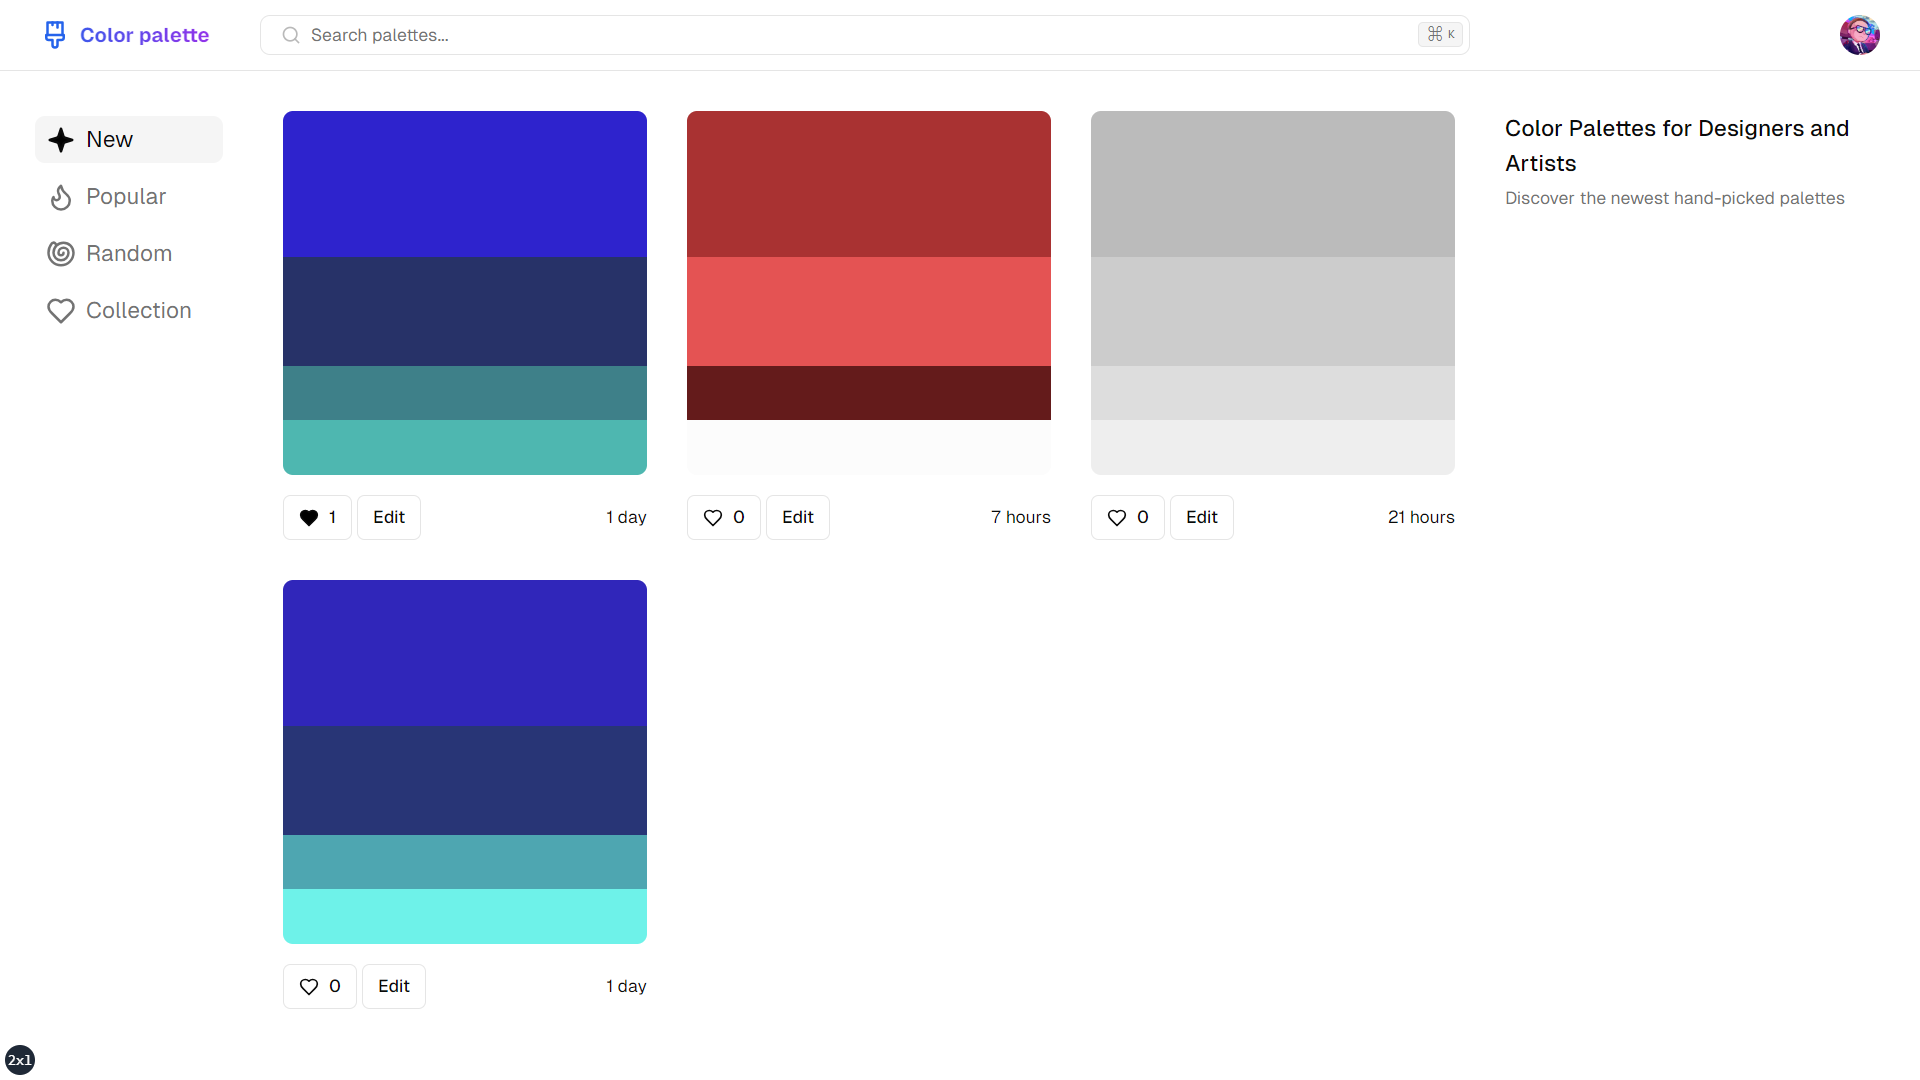 Color palette
Search palettes...
⌘ K
New
Popular
Random
Collection
1
Edit
1 day
0
Edit
7 hours
0
Edit
21 hours
0
Edit
1 day
Color Palettes for Designers and
Artists
Discover the newest hand-picked palettes
2xl